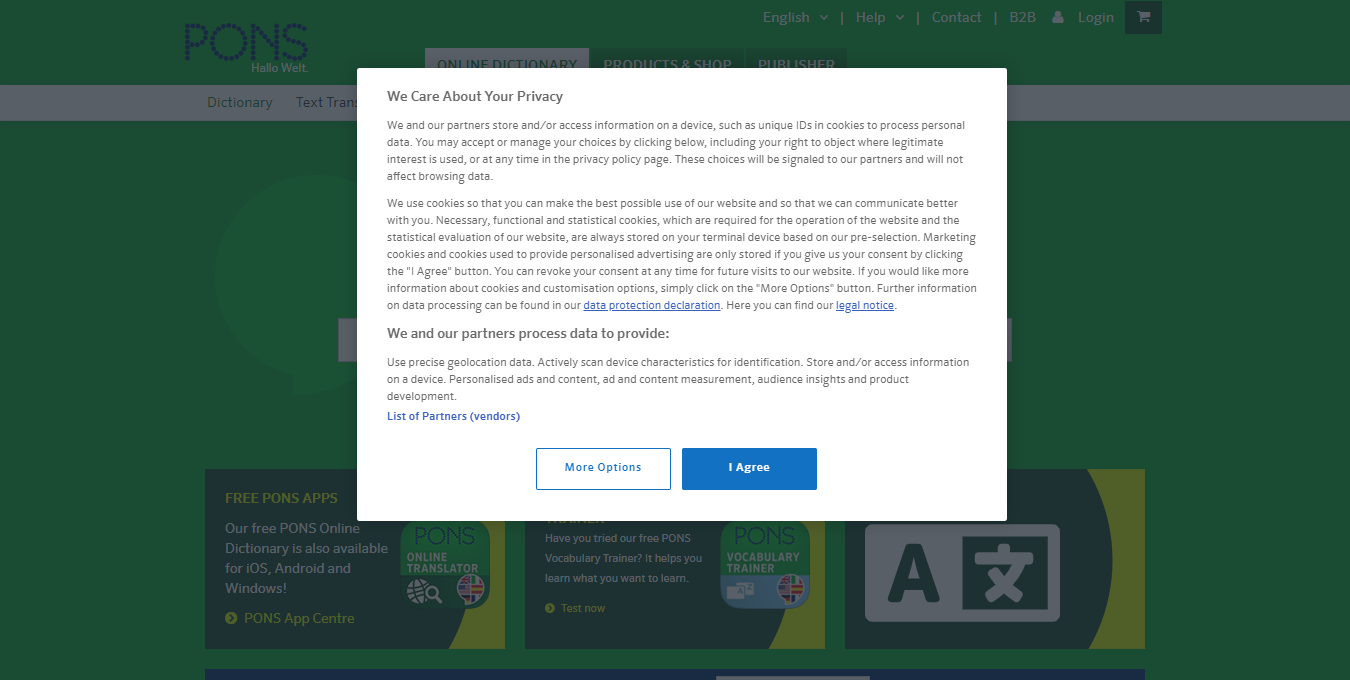 English | Help | Contact | B2B Login
PONS
Hallo Welt.
ONLINE DICTIONARY PRODUCTS & SHOP PUBLISHER
Dictionary Text Trans
We Care About Your Privacy
We and our partners store and/or access information on a device, such as unique IDs in cookies to process personal
data. You may accept or manage your choices by clicking below, including your right to object where legitimate
interest is used, or at any time in the privacy policy page. These choices will be signaled to our partners and will not
affect browsing data.
We use cookies so that you can make the best possible use of our website and so that we can communicate better
with you. Necessary, functional and statistical cookies, which are required for the operation of the website and the
statistical evaluation of our website, are always stored on your terminal device based on our pre-selection. Marketing
cookies and cookies used to provide personalised advertising are only stored if you give us your consent by clicking
the "I Agree" button. You can revoke your consent at any time for future visits to our website. If you would like more
information about cookies and customisation options, simply click on the "More Options" button. Further information
on data processing can be found in our data protection declaration. Here you can find our legal notice.
We and our partners process data to provide:
Use precise geolocation data. Actively scan device characteristics for identification. Store and/or access information
on a device. Personalised ads and content, ad and content measurement, audience insights and product
development.
List of Partners (vendors)
More Options I Agree
FREE PONS APPS
Our free PONS Online
Dictionary is also available
for iOS, Android and
Windows!
PONS App Centre
PONS
ONLINE
TRANSLATOR
TRAINER
Have you tried our free PONS
Vocabulary Trainer? It helps you
learn what you want to learn.
Test now
PONS
VOCABULARY
TRAINER
A 文